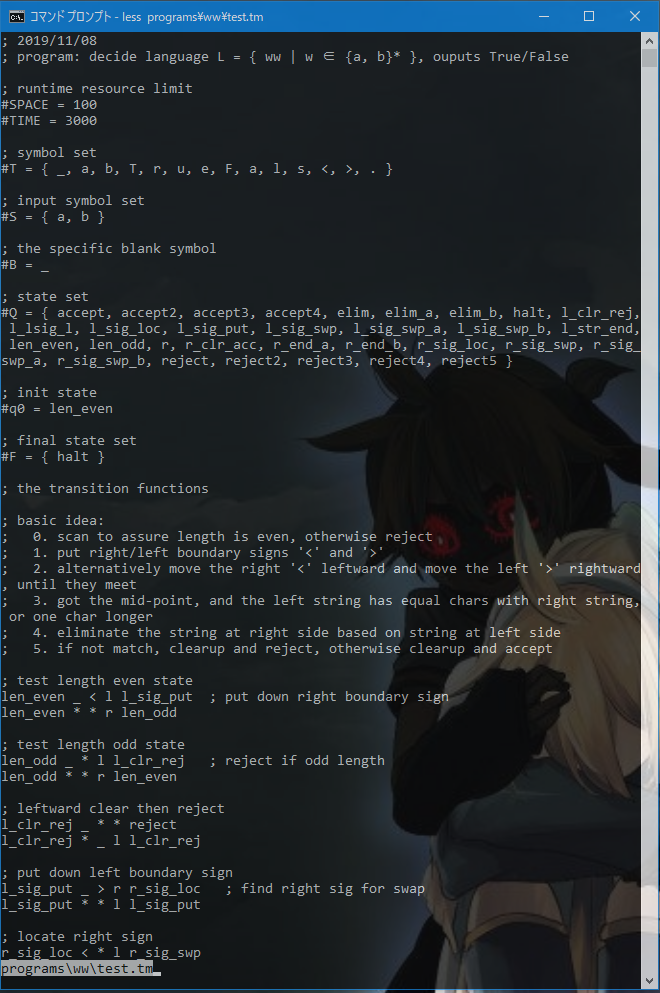 コマンド プロンプト - less programs¥ww¥test.tm
; 2019/11/08
; program: decide language L = { ww | w ∈ {a, b}* }, ouputs True/False
; runtime resource limit
#SPACE = 100
#TIME = 3000
; symbol set
#T = { _, a, b, T, r, u, e, F, a, l, s, <, >, . }
; input symbol set
#S = { a, b }
; the specific blank symbol
#B = _
; state set
#Q = { accept, accept2, accept3, accept4, elim, elim_a, elim_b, halt, l_clr_rej,
 l_lsig_l, l_sig_loc, l_sig_put, l_sig_swp, l_sig_swp_a, l_sig_swp_b, l_str_end,
 len_even, len_odd, r, r_clr_acc, r_end_a, r_end_b, r_sig_loc, r_sig_swp, r_sig_
swp_a, r_sig_swp_b, reject, reject2, reject3, reject4, reject5 }
; init state
#q0 = len_even
; final state set
#F = { halt }
; the transition functions
; basic idea:
;   0. scan to assure length is even, otherwise reject
;   1. put right/left boundary signs '<' and '>'
;   2. alternatively move the right '<' leftward and move the left '>' rightward
, until they meet
;   3. got the mid-point, and the left string has equal chars with right string,
 or one char longer
;   4. eliminate the string at right side based on string at left side
;   5. if not match, clearup and reject, otherwise clearup and accept
; test length even state
len_even _ < l l_sig_put  ; put down right boundary sign
len_even * * r len_odd
; test length odd state
len_odd _ * l l_clr_rej   ; reject if odd length
len_odd * * r len_even
; leftward clear then reject
l_clr_rej _ * * reject
l_clr_rej * _ l l_clr_rej
; put down left boundary sign
l_sig_put _ > r r_sig_loc   ; find right sig for swap
l_sig_put * * l l_sig_put
; locate right sign
r_sig_loc < * l r_sig_swp
programs\ww\test.tm